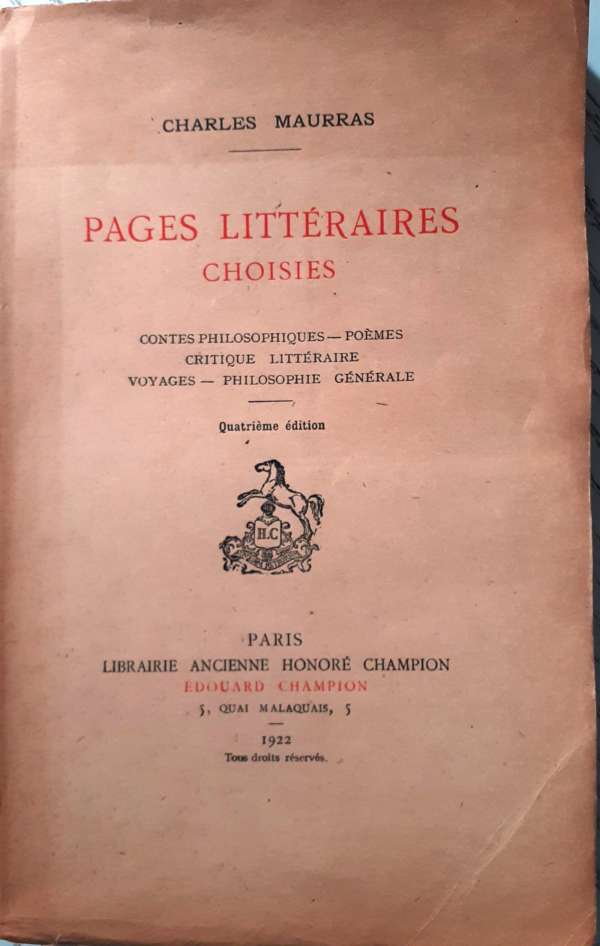 CHARLES MAURRAS
PAGES LITTÉRAIRES
CHOISIES
CONTES PHILOSOPHIQUES — POÈMES
CRITIQUE LITTÉRAIRE
VOYAGES — PHILOSOPHIE GÉNÉRALE
Quatrième édition
H.C
PARIS
LIBRAIRIE ANCIENNE HONORÉ CHAMPION
ÉDOUARD CHAMPION
5, QUAI MALAQUAIS, 5
1922
Tous droits réservés.